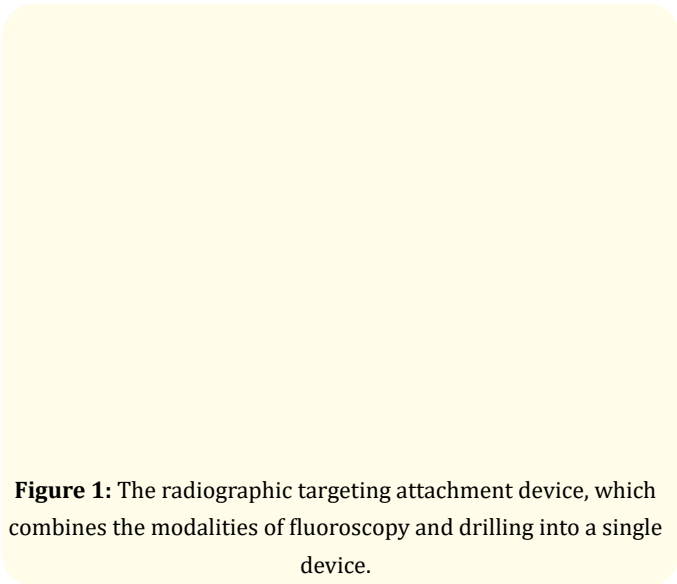 Figure 1: The radiographic targeting attachment device, which
combines the modalities of fluoroscopy and drilling into a single
device.